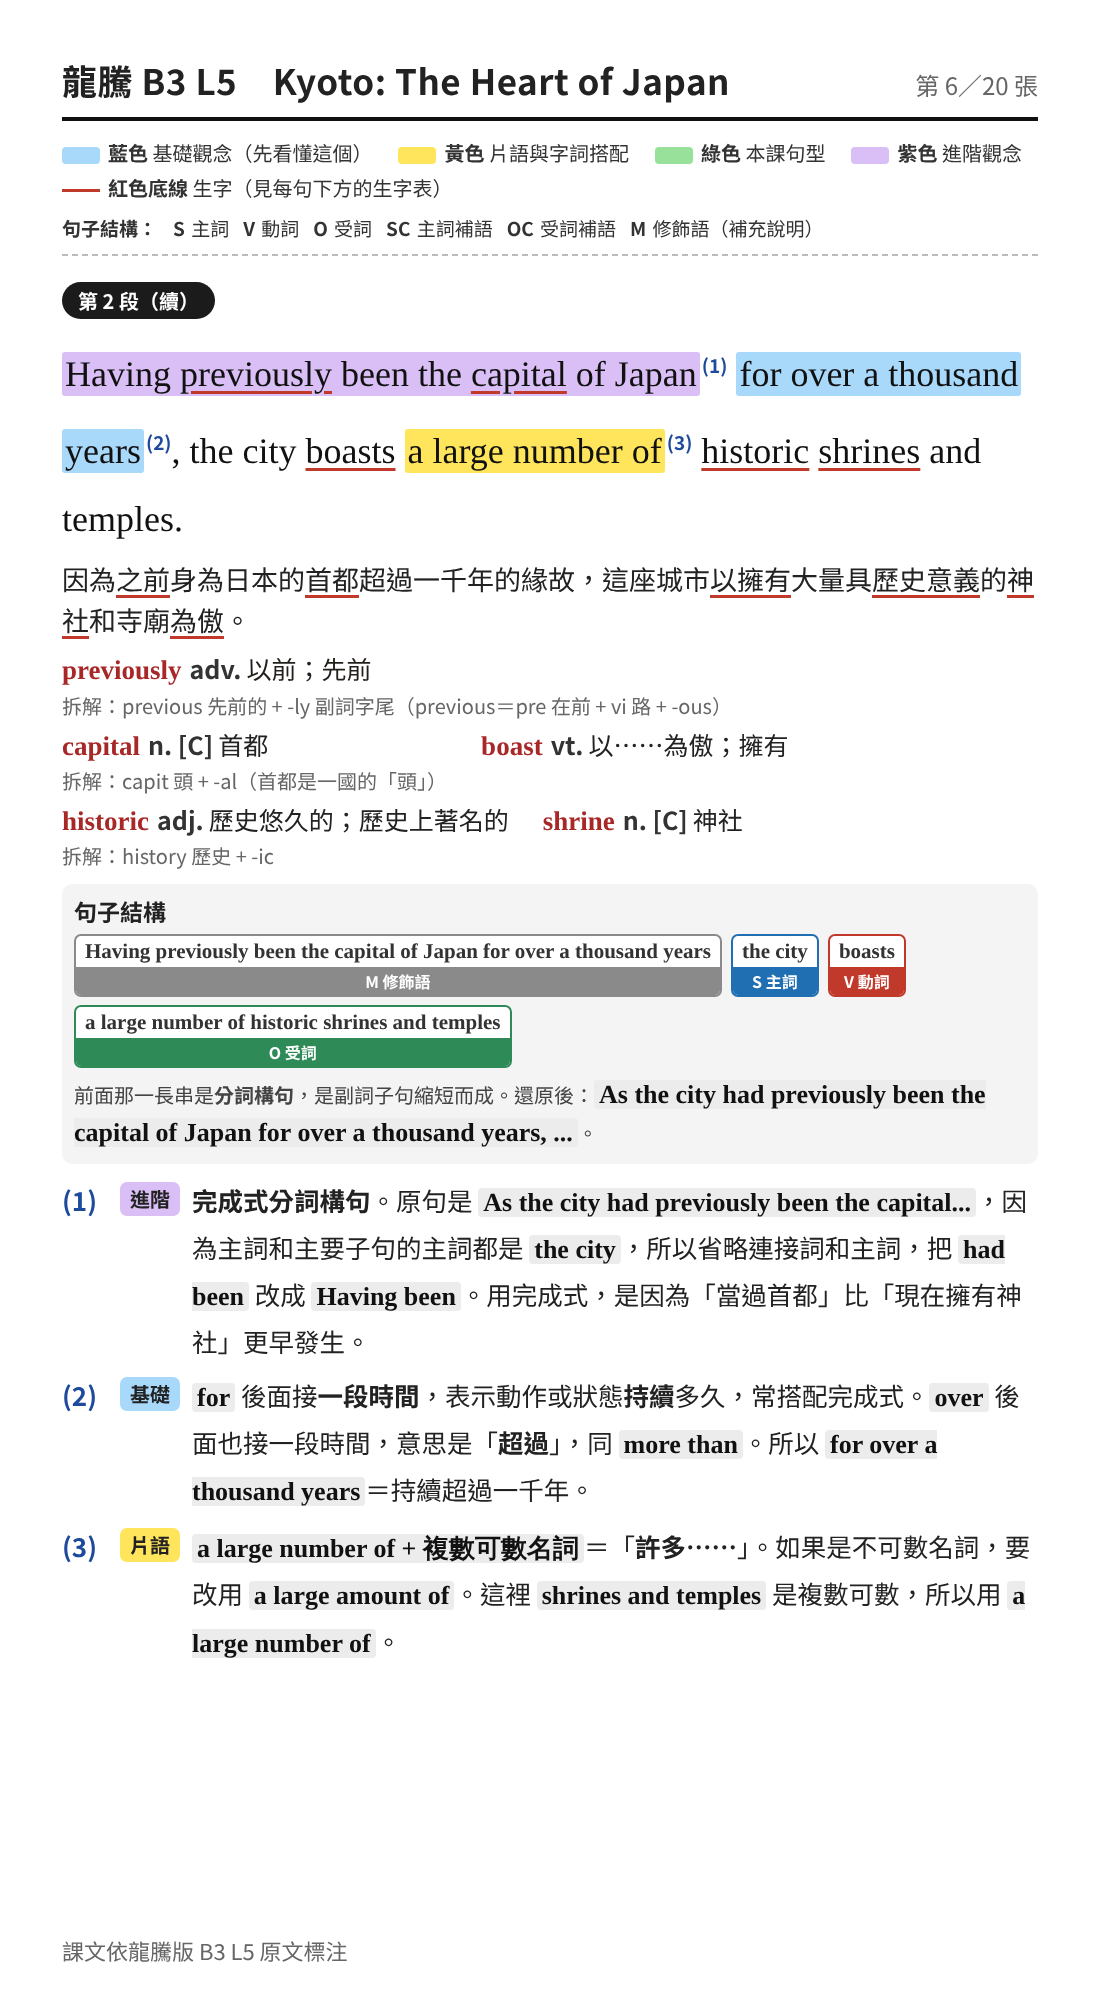 龍騰 B3 L5　Kyoto: The Heart of Japan　第 6／20 張
藍色 基礎觀念（先看懂這個）　黃色 片語與字詞搭配　綠色 本課句型　紫色 進階觀念
紅色底線 生字（見每句下方的生字表）
句子結構：　S 主詞　V 動詞　O 受詞　SC 主詞補語　OC 受詞補語　M 修飾語（補充說明）
第 2 段（續）
Having previously been the capital of Japan(1) for over a thousand
years(2), the city boasts a large number of(3) historic shrines and
temples.
因為之前身為日本的首都超過一千年的緣故，這座城市以擁有大量具歷史意義的神
社和寺廟為傲。
previously adv. 以前；先前
拆解：previous 先前的 + -ly 副詞字尾（previous＝pre 在前 + vi 路 + -ous）
capital n. [C] 首都　boast vt. 以⋯⋯為傲；擁有
拆解：capit 頭 + -al（首都是一國的「頭」）
historic adj. 歷史悠久的；歷史上著名的　shrine n. [C] 神社
拆解：history 歷史 + -ic
句子結構
Having previously been the capital of Japan for over a thousand years　the city　boasts
M 修飾語　S 主詞　V 動詞
a large number of historic shrines and temples
O 受詞
前面那一長串是分詞構句，是副詞子句縮短而成。還原後：As the city had previously been the
capital of Japan for over a thousand years, ... 。
(1) 進階 完成式分詞構句。原句是 As the city had previously been the capital... ，因
為主詞和主要子句的主詞都是 the city ，所以省略連接詞和主詞，把 had
been 改成 Having been 。用完成式，是因為「當過首都」比「現在擁有神
社」更早發生。
(2) 基礎 for 後面接一段時間，表示動作或狀態持續多久，常搭配完成式。over 後
面也接一段時間，意思是「超過」，同 more than 。所以 for over a
thousand years ＝持續超過一千年。
(3) 片語 a large number of + 複數可數名詞 ＝「許多⋯⋯」。如果是不可數名詞，要
改用 a large amount of 。這裡 shrines and temples 是複數可數，所以用 a
large number of 。
課文依龍騰版 B3 L5 原文標注